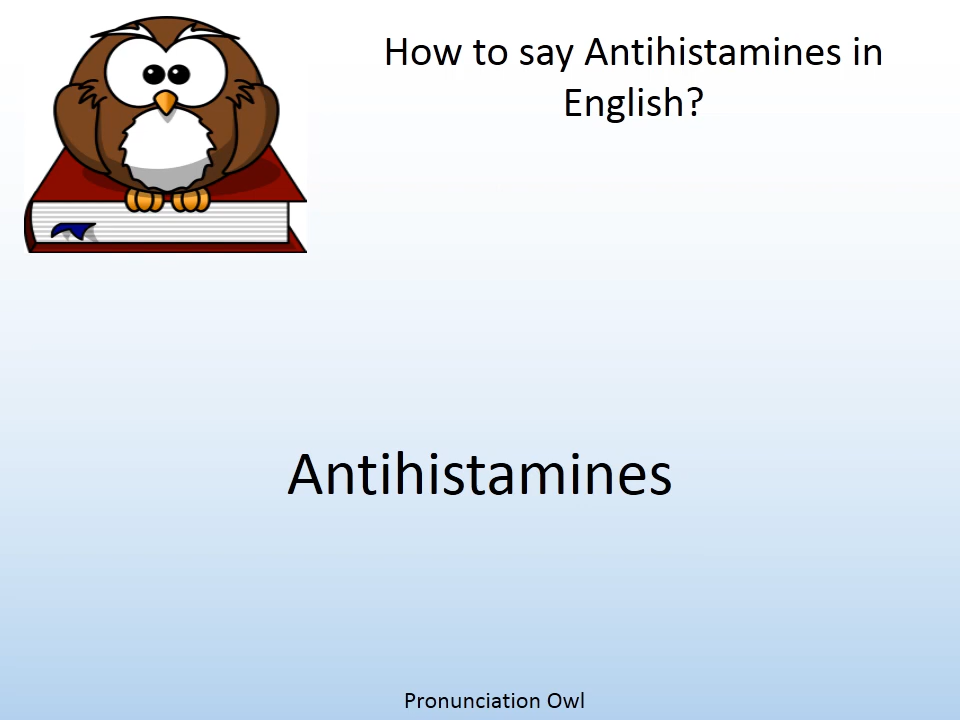 How to say Antihistamines in
English?
Antihistamines
Pronunciation Owl